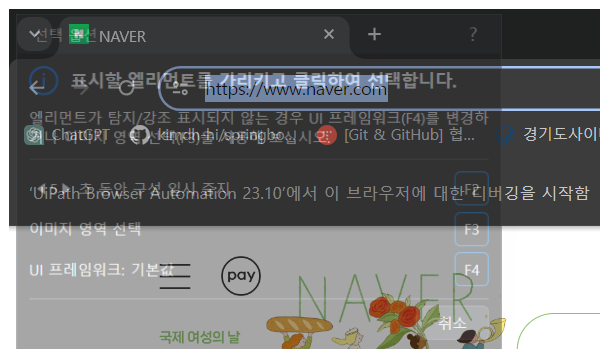 선택 옵션
NAVER
?
표시할 엘리먼트를 가리키고 클릭하여 선택합니다.
https://www.naver.com
엘리먼트가 탐지/강조 표시되지 않는 경우 UI 프레임워크(F4)를 변경하
거나 이미지 영역 선택(F3)을 사용해 보십시오.
ChatGPT
[Git & GitHub] 협...
경기도사이
5 초 동안 구성 임시 중지
F2
'UiPath Browser Automation 23.10'에서 이 브라우저에 대한 디버깅을 시작함
이미지 영역 선택
F3
UI 프레임워크: 기본값
F4
pay
NAVER
취소
국제 여성의 날